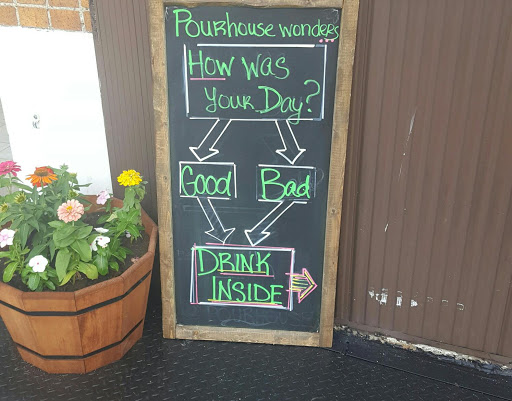 Pourhouse wonders
How was
your Day?
Good Bad
Drink
Inside